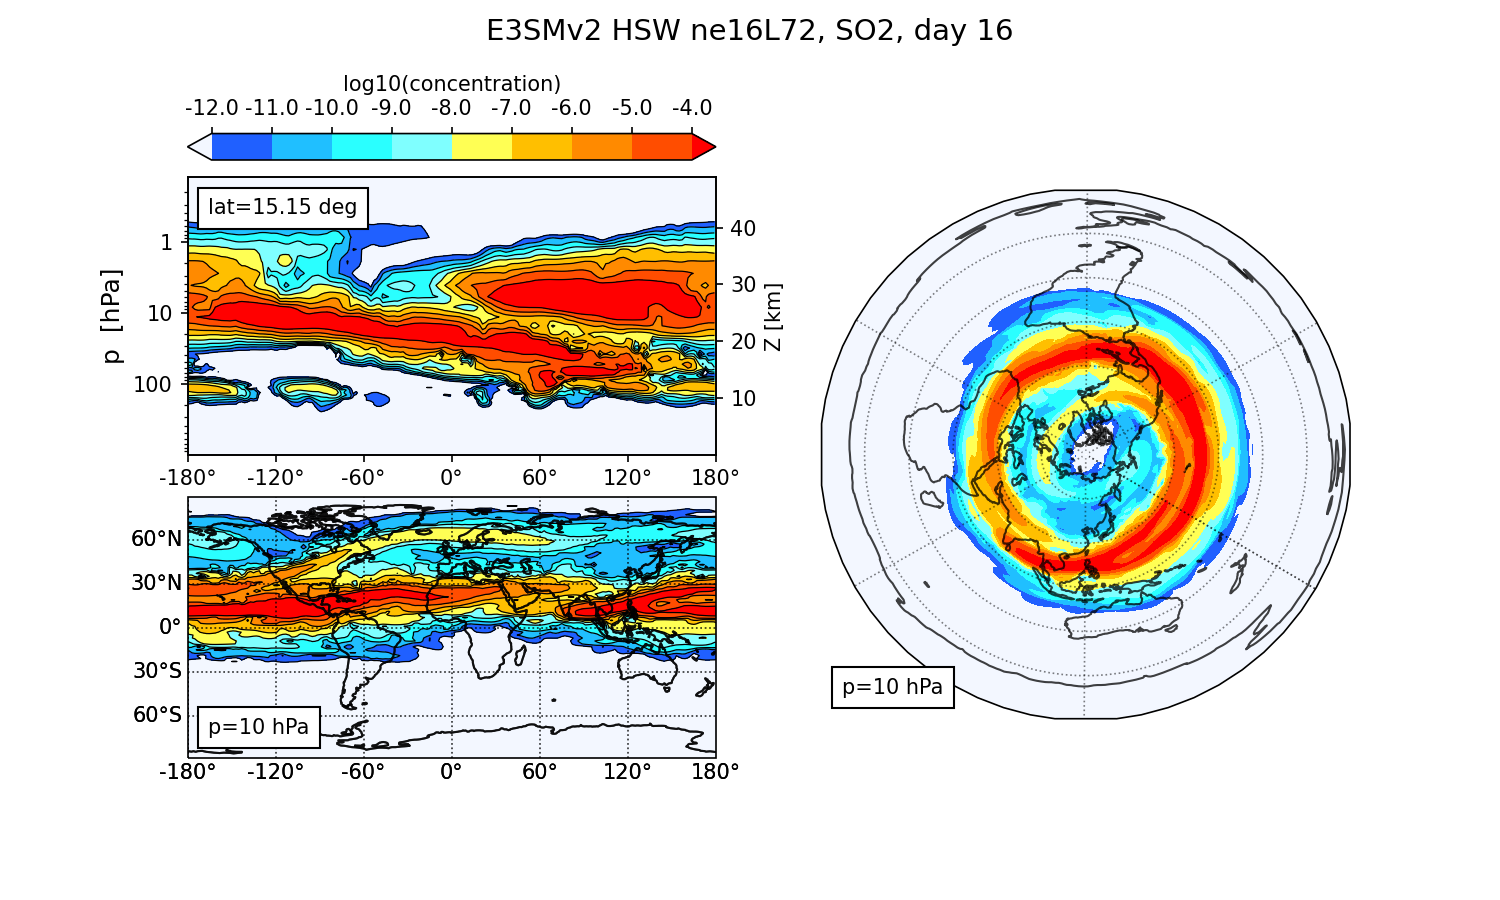 E3SMv2 HSW ne16L72, SO2, day 16
log10(concentration)
-12.0 -11.0 -10.0 -9.0 -8.0 -7.0 -6.0 -5.0 -4.0
lat=15.15 deg
p [hPa]
1
10
100
Z [km]
40
30
20
10
-180° -120° -60° 0° 60° 120° 180°
60°N
30°N
0°
30°S
60°S
p=10 hPa
-180° -120° -60° 0° 60° 120° 180°
p=10 hPa